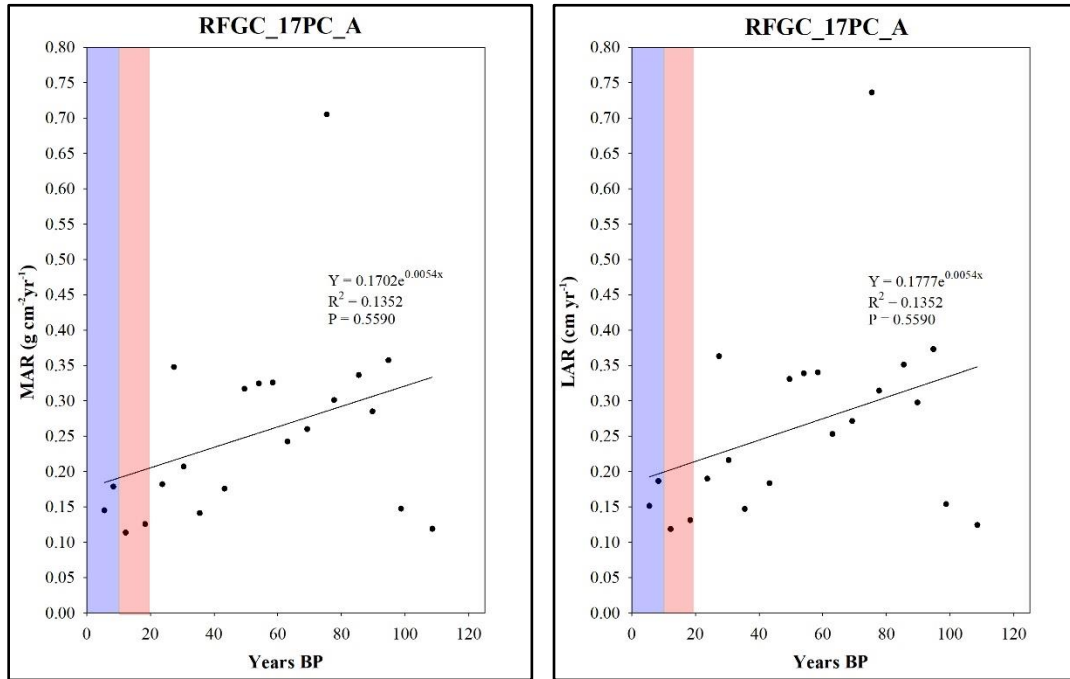 RFGC_17PC_A
0.80
0.75
0.70
0.65
0.60
0.55
0.50
0.45
0.40
0.35
0.30
0.25
0.20
0.15
0.10
0.05
0.00
MAR (g cm⁻²yr⁻¹)
Y = 0.1702e^0.0054x
R² = 0.1352
P = 0.5590
0 20 40 60 80 100 120
Years BP
RFGC_17PC_A
0.80
0.75
0.70
0.65
0.60
0.55
0.50
0.45
0.40
0.35
0.30
0.25
0.20
0.15
0.10
0.05
0.00
LAR (cm yr⁻¹)
Y = 0.1777e^0.0054x
R² = 0.1352
P = 0.5590
0 20 40 60 80 100 120
Years BP